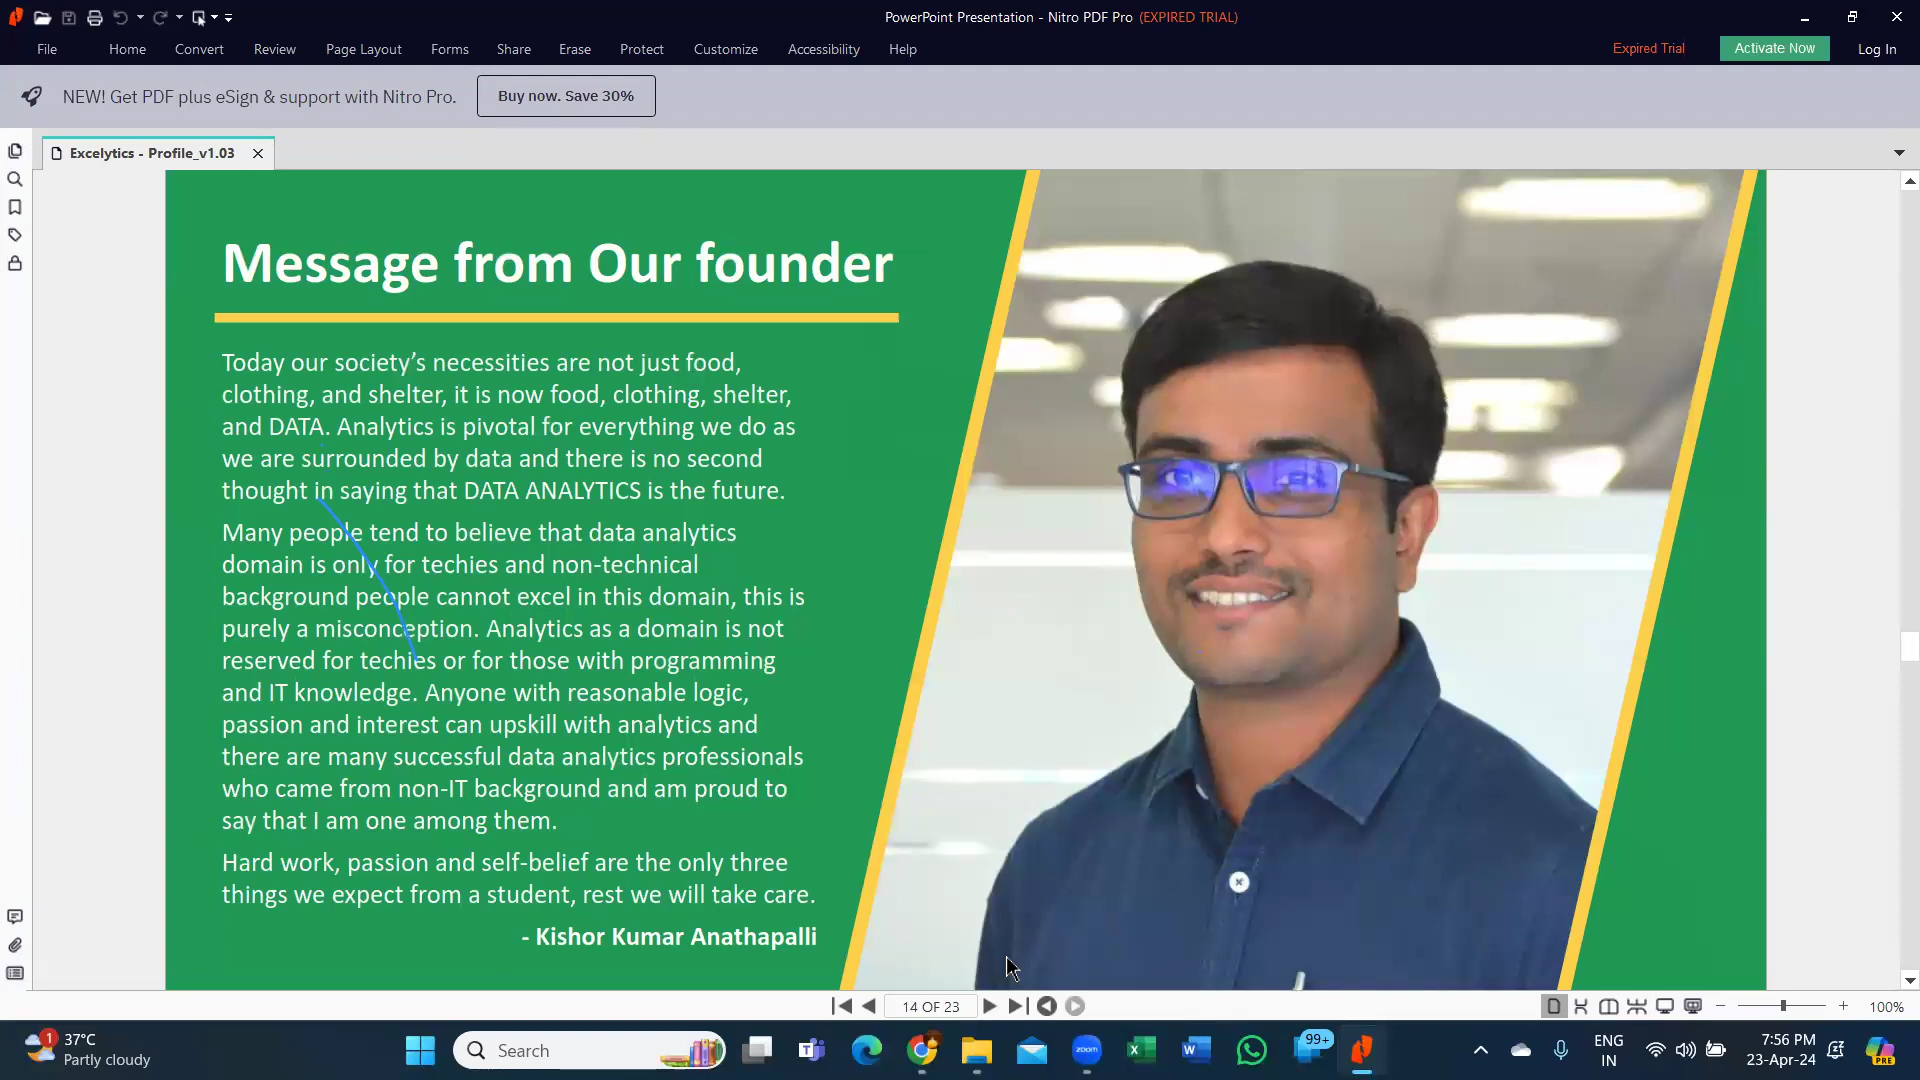 PowerPoint Presentation - Nitro PDF Pro (EXPIRED TRIAL)
File Home Convert Review Page Layout Forms Share Erase Protect Customize Accessibility Help Expired Trial Activate Now Log In
NEW! Get PDF plus eSign & support with Nitro Pro. Buy now. Save 30%
Excelytics - Profile_v1.03
Message from Our founder
Today our society’s necessities are not just food,
clothing, and shelter, it is now food, clothing, shelter,
and DATA. Analytics is pivotal for everything we do as
we are surrounded by data and there is no second
thought in saying that DATA ANALYTICS is the future.
Many people tend to believe that data analytics
domain is only for techies and non-technical
background people cannot excel in this domain, this is
purely a misconception. Analytics as a domain is not
reserved for techies or for those with programming
and IT knowledge. Anyone with reasonable logic,
passion and interest can upskill with analytics and
there are many successful data analytics professionals
who came from non-IT background and am proud to
say that I am one among them.
Hard work, passion and self-belief are the only three
things we expect from a student, rest we will take care.
- Kishor Kumar Anathapalli
14 OF 23
100%
1
37°C
Partly cloudy
Search
zoom
99+
ENG
IN
7:56 PM
23-Apr-24
PRE